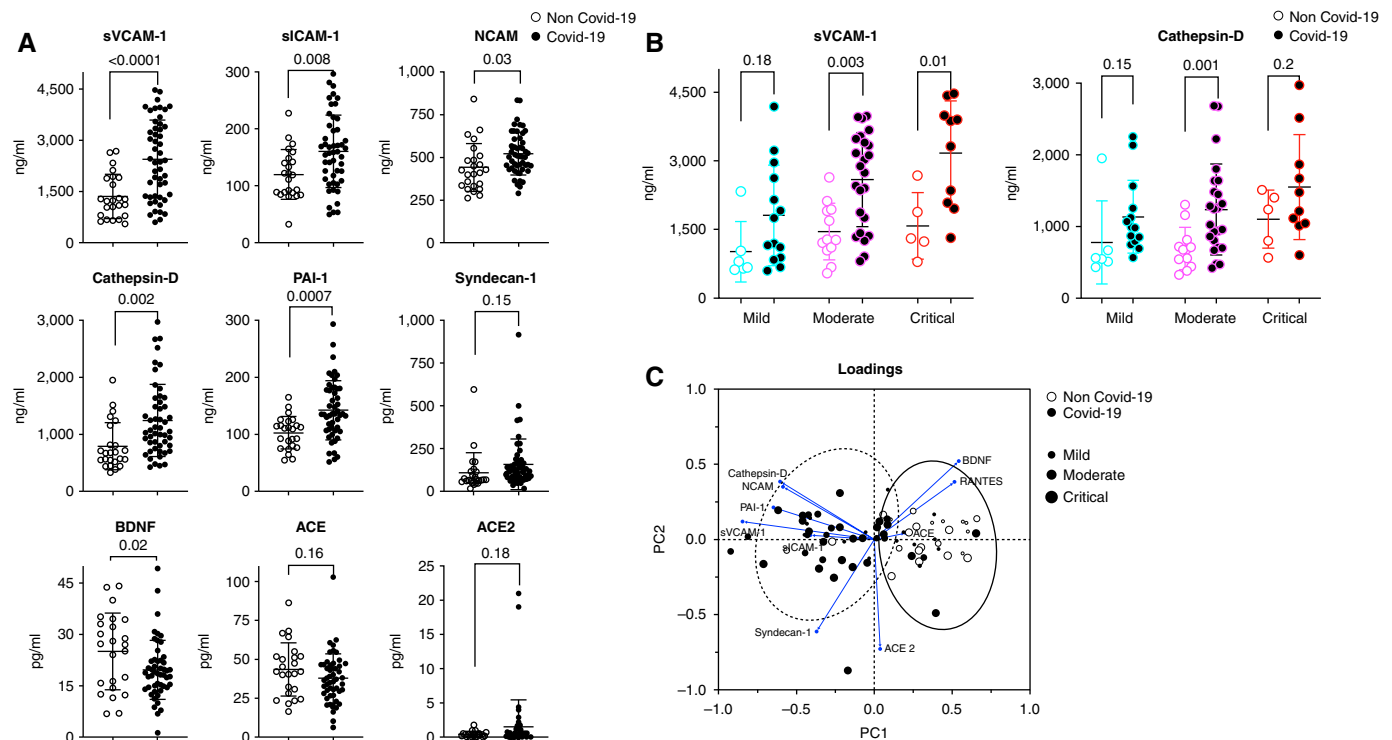 A
Non Covid-19
Covid-19
sVCAM-1
<0.0001
ng/ml
4,500
3,000
1,500
0
sICAM-1
0.008
ng/ml
300
200
100
0
NCAM
0.03
ng/ml
1,000
750
500
250
0
Cathepsin-D
0.002
ng/ml
3,000
2,000
1,000
0
PAI-1
0.0007
ng/ml
300
200
100
0
Syndecan-1
0.15
pg/ml
1,000
750
500
250
0
BDNF
0.02
pg/ml
45
30
15
0
ACE
0.16
pg/ml
100
75
50
25
0
ACE2
0.18
pg/ml
25
20
15
10
5
0
B
sVCAM-1
0.18
0.003
0.01
ng/ml
4,500
3,000
1,500
0
Mild
Moderate
Critical
Non Covid-19
Covid-19
Cathepsin-D
0.15
0.001
0.2
ng/ml
3,000
2,000
1,000
0
Mild
Moderate
Critical
C
Loadings
PC2
1.0
0.5
0.0
−0.5
−1.0
−1.0
−0.5
0.0
0.5
1.0
PC1
Cathepsin-D
NCAM
PAI-1
sVCAM/1
sICAM-1
Syndecan-1
BDNF
RANTES
ACE
ACE 2
Non Covid-19
Covid-19
Mild
Moderate
Critical